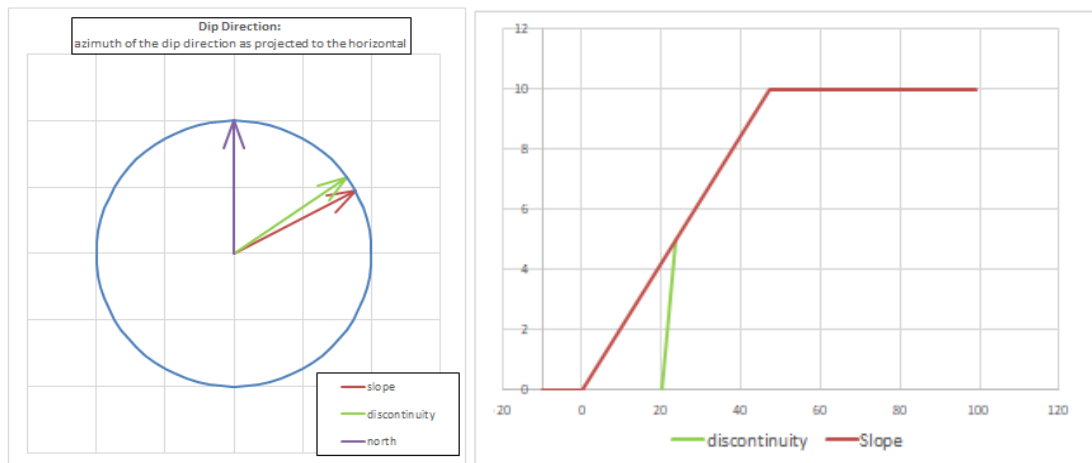 Dip Direction:
azimuth of the dip direction as projected to the horizontal
slope
discontinuity
north
12
10
8
6
4
2
0
-20
0
20
40
60
80
100
120
discontinuity
Slope